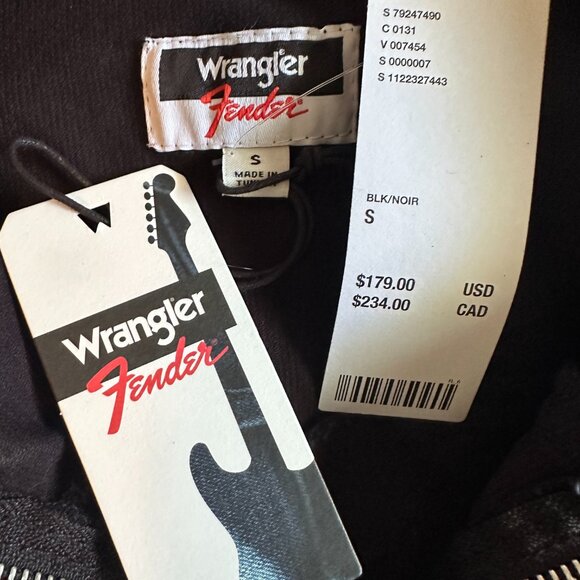 Wrangler
Fender
S
MADE IN
S 79247490
C 0131
V 007454
S 0000007
S 1122327443
BLK/NOIR
S
$179.00 USD
$234.00 CAD
Wrangler
Fender